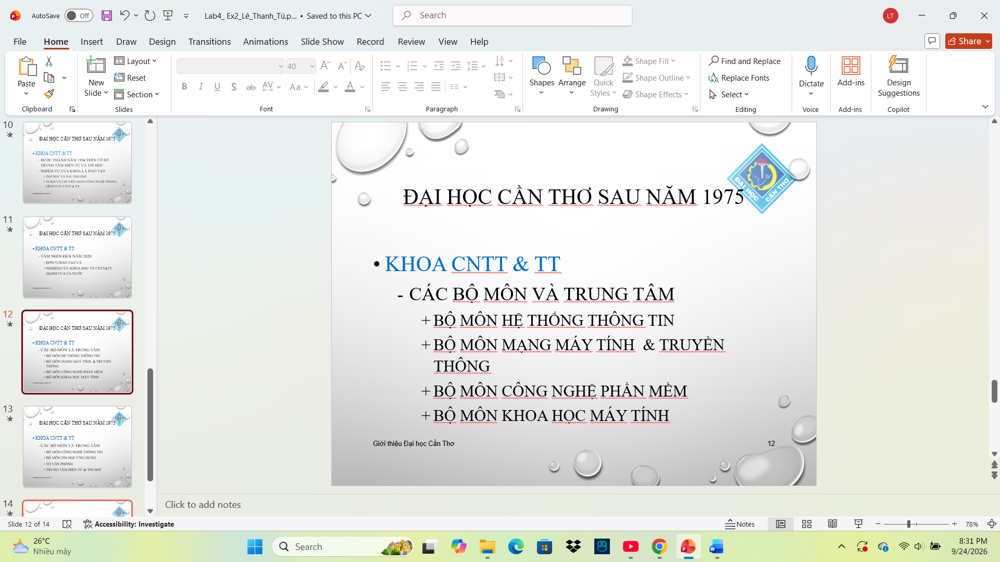 AutoSave Off Lab4_ Ex2_Lê_Thanh_Tú.p... • Saved to this PC Search LT
File Home Insert Draw Design Transitions Animations Slide Show Record Review View Help Share
Paste New Slide Layout Reset Section 40 Shapes Arrange Quick Styles Shape Fill Shape Outline Shape Effects Find and Replace Replace Fonts Select Dictate Add-ins Design Suggestions
Clipboard Slides Font Paragraph Drawing Editing Voice Add-ins Copilot
10
ĐẠI HỌC CẦN THƠ SAU NĂM 1975
• KHOA CNTT & TT
- ĐƯỢC THÀNH NĂM 1994 TRÊN CƠ SỞ
TRUNG TÂM ĐIỆN TỬ VÀ TIN HỌC
- NHIỆM VỤ CỦA KHOA LÀ ĐÀO TẠO
+ ĐẠI HỌC VÀ SAU ĐẠI HỌC
+ NCKH VÀ CHUYỂN GIAO CÔNG NGHỆ TRONG
LĨNH VỰC CNTT & TT
11
ĐẠI HỌC CẦN THƠ SAU NĂM 1975
• KHOA CNTT & TT
- TẦM NHÌN ĐẾN NĂM 2020
+ ĐƠN VỊ ĐÀO TẠO VÀ
+ NGHIÊM CỨU KHOA HỌC VỀ CNTT&TT
MẠNH CỦA CẢ NƯỚC
12
ĐẠI HỌC CẦN THƠ SAU NĂM 1975
• KHOA CNTT & TT
- CÁC BỘ MÔN VÀ TRUNG TÂM
+ BỘ MÔN HỆ THỐNG THÔNG TIN
+ BỘ MÔN MẠNG MÁY TÍNH & TRUYỀN
THÔNG
+ BỘ MÔN CÔNG NGHỆ PHẦN MỀM
+ BỘ MÔN KHOA HỌC MÁY TÍNH
13
ĐẠI HỌC CẦN THƠ SAU NĂM 1975
• KHOA CNTT & TT
- CÁC BỘ MÔN VÀ TRUNG TÂM
+ BỘ MÔN CÔNG NGHỆ THÔNG TIN
+ BỘ MÔN TIN HỌC ỨNG DỤNG
+ TỔ VĂN PHÒNG
+ TRUNG TÂM ĐIỆN TỬ & TIN HỌC
14
ĐẠI HỌC CẦN THƠ
ĐẠI HỌC CẦN THƠ SAU NĂM 1975
• KHOA CNTT & TT
- CÁC BỘ MÔN VÀ TRUNG TÂM
+ BỘ MÔN HỆ THỐNG THÔNG TIN
+ BỘ MÔN MẠNG MÁY TÍNH & TRUYỀN
THÔNG
+ BỘ MÔN CÔNG NGHỆ PHẦN MỀM
+ BỘ MÔN KHOA HỌC MÁY TÍNH
Giới thiệu Đại học Cần Thơ 12
Click to add notes
Slide 12 of 14 Accessibility: Investigate Notes 78%
26°C
Nhiều mây
Search
8:31 PM
9/24/2026